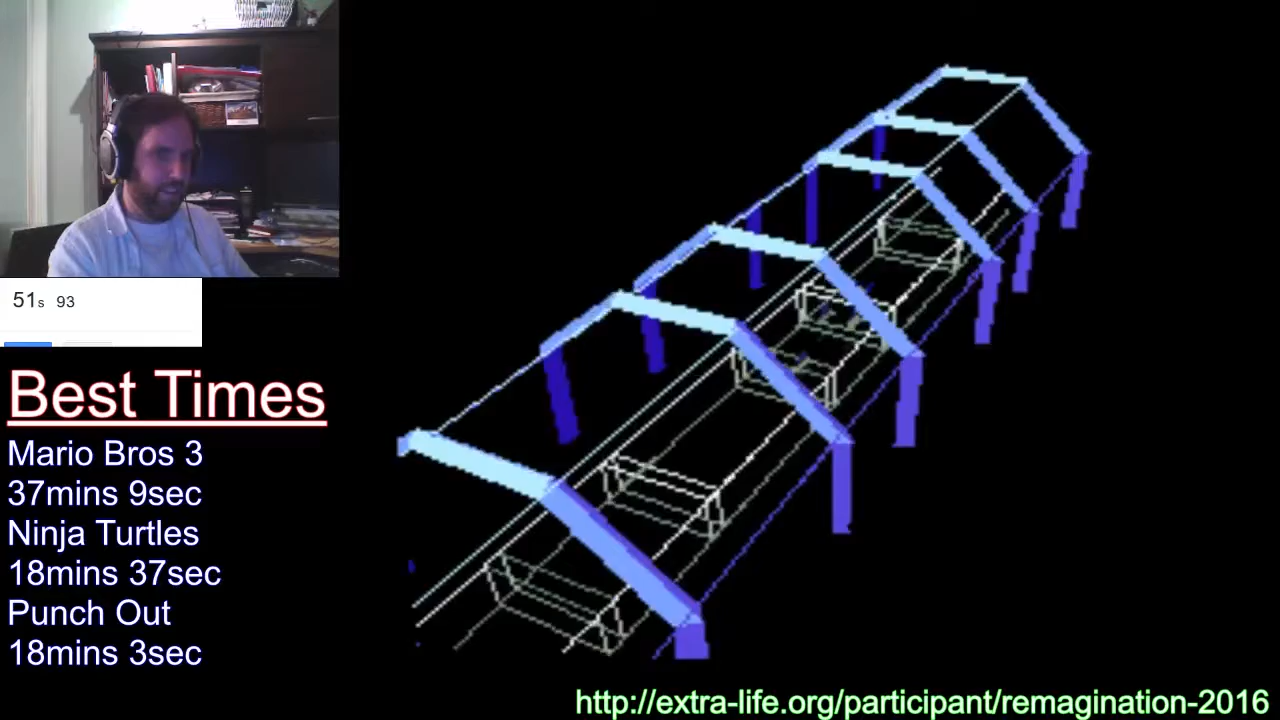 51s 93
Best Times
Mario Bros 3
37mins 9sec
Ninja Turtles
18mins 37sec
Punch Out
18mins 3sec
http://extra-life.org/participant/remagination-2016